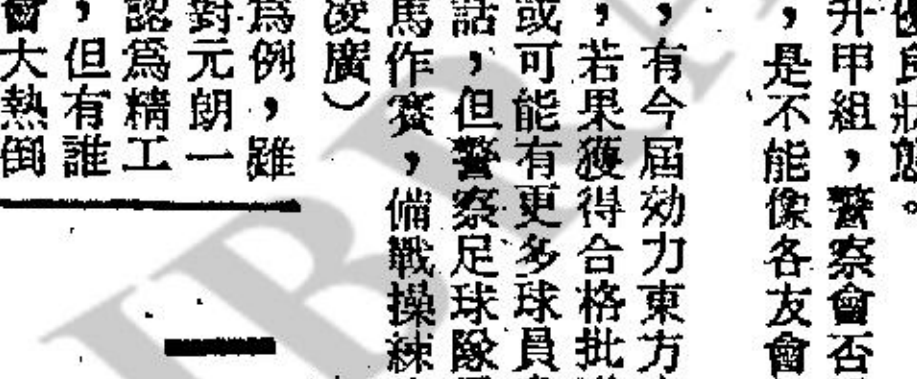 良狀態。
升甲組，警察會否
，是不能像各友會
，有今屆効力東方
，若果獲得合格批
或可能有更多球員
話，但警察足球隊
馬作賽，備戰操練
凌廣）
爲例，雖
對元朗一
認爲精工
，但有誰
會大熱倒